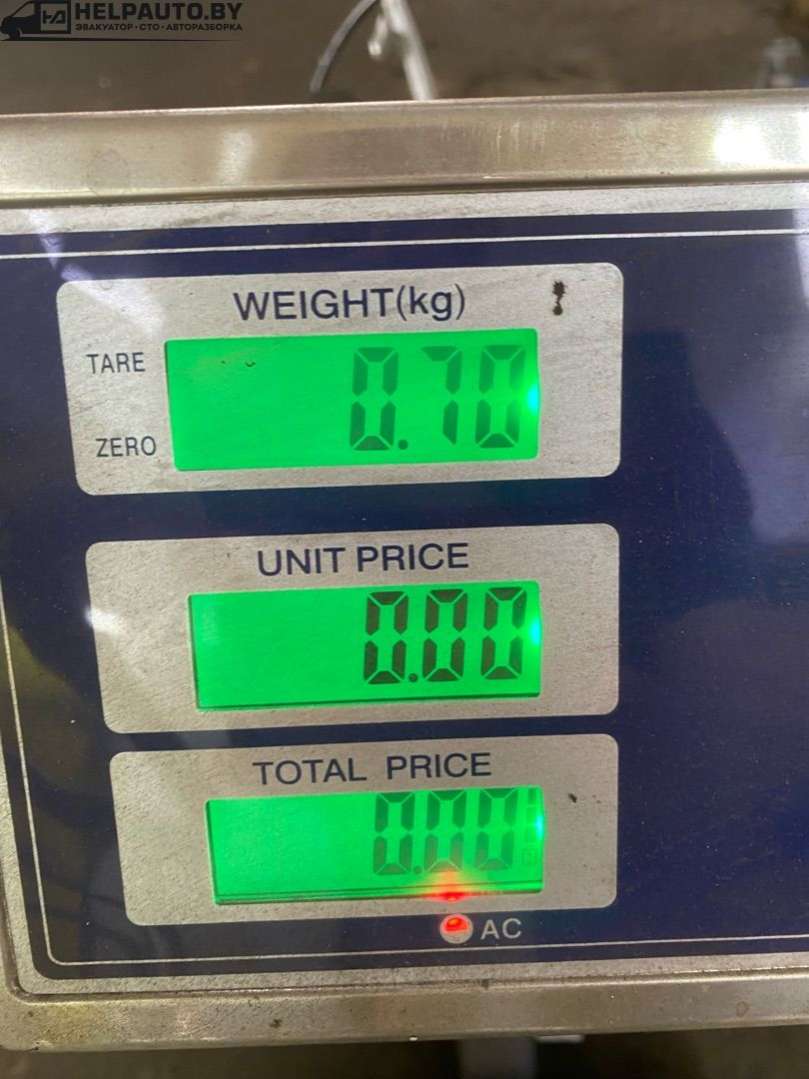 HELPAUTO.BY
ЭВАКУАТОР • СТО • АВТОРАЗБОРКА
WEIGHT(kg)
TARE
0.70
ZERO
UNIT PRICE
0.00
TOTAL PRICE
0.00
AC